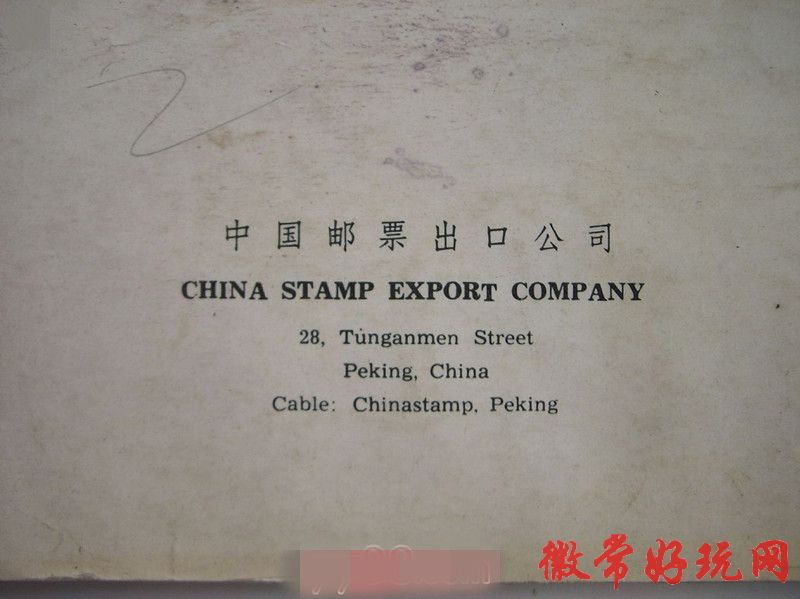 中国邮票出口公司
CHINA STAMP EXPORT COMPANY
28, Tunganmen Street
Peking, China
Cable: Chinastamp, Peking
徽常好玩网